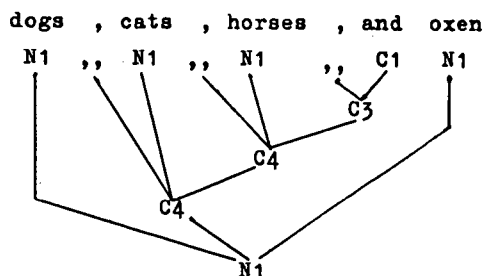 dogs , cats , horses , and oxen
N1 ,, N1 ,, N1 ,, C1 N1
C3
C4
C4
N1